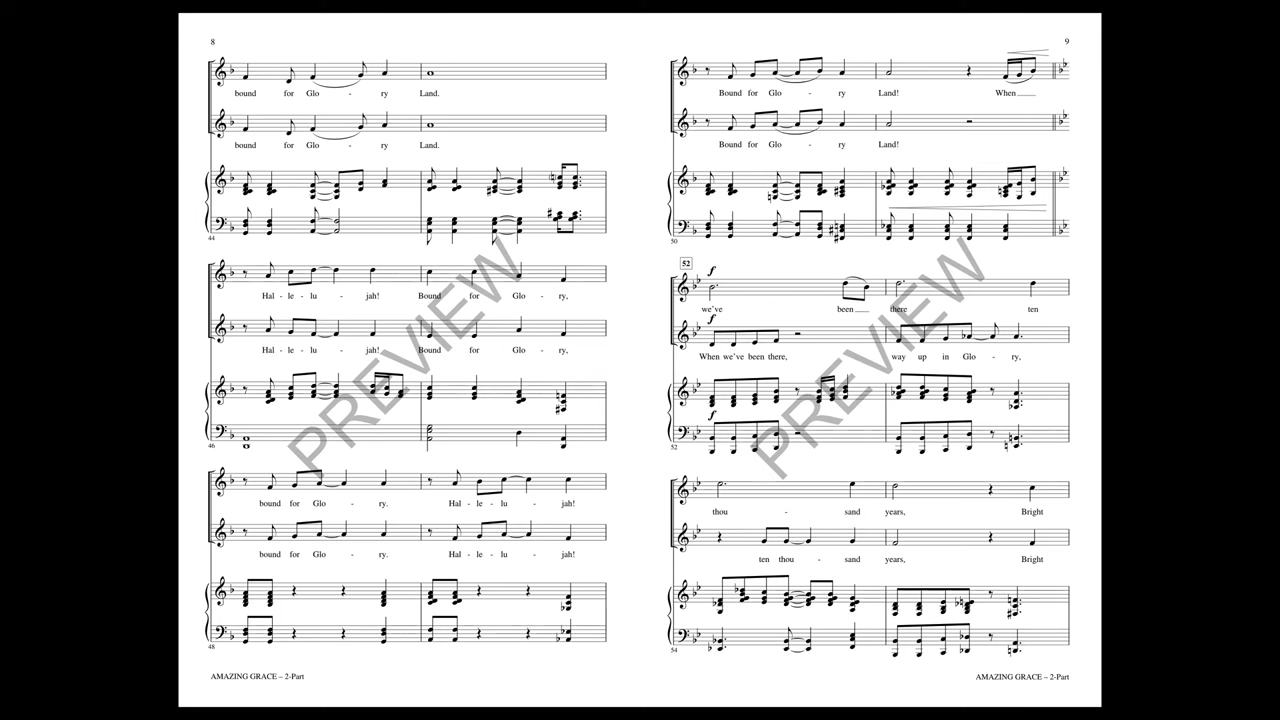 8
bound for Glo - ry Land.
bound for Glo - ry Land.
44
Hal - le - lu - jah! Bound for Glo - ry,
Hal - le - lu - jah! Bound for Glo - ry,
46
bound for Glo - ry. Hal - le - lu - jah!
bound for Glo - ry. Hal - le - lu - jah!
48
AMAZING GRACE – 2-Part
PREVIEW
9
Bound for Glo - ry Land! When
Bound for Glo - ry Land!
50
52
f
we've been there ten
f
When we've been there, way up in Glo - ry,
f
52
thou - sand years, Bright
ten thou - sand years, Bright
54
AMAZING GRACE – 2-Part
PREVIEW